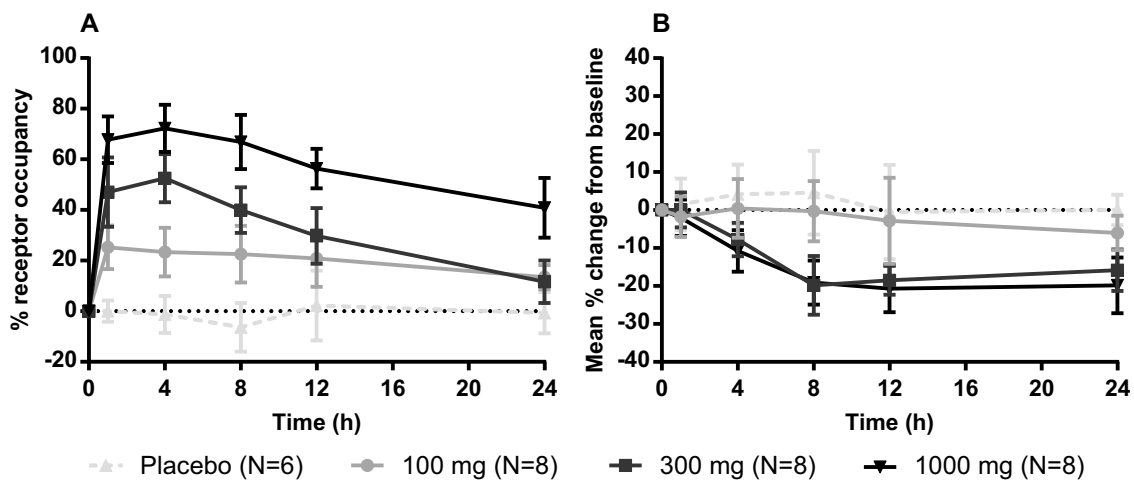 A
% receptor occupancy
100
80
60
40
20
0
-20
0 4 8 12 16 20 24
Time (h)
B
Mean % change from baseline
40
30
20
10
0
-10
-20
-30
-40
0 4 8 12 16 20 24
Time (h)
Placebo (N=6) 100 mg (N=8) 300 mg (N=8) 1000 mg (N=8)